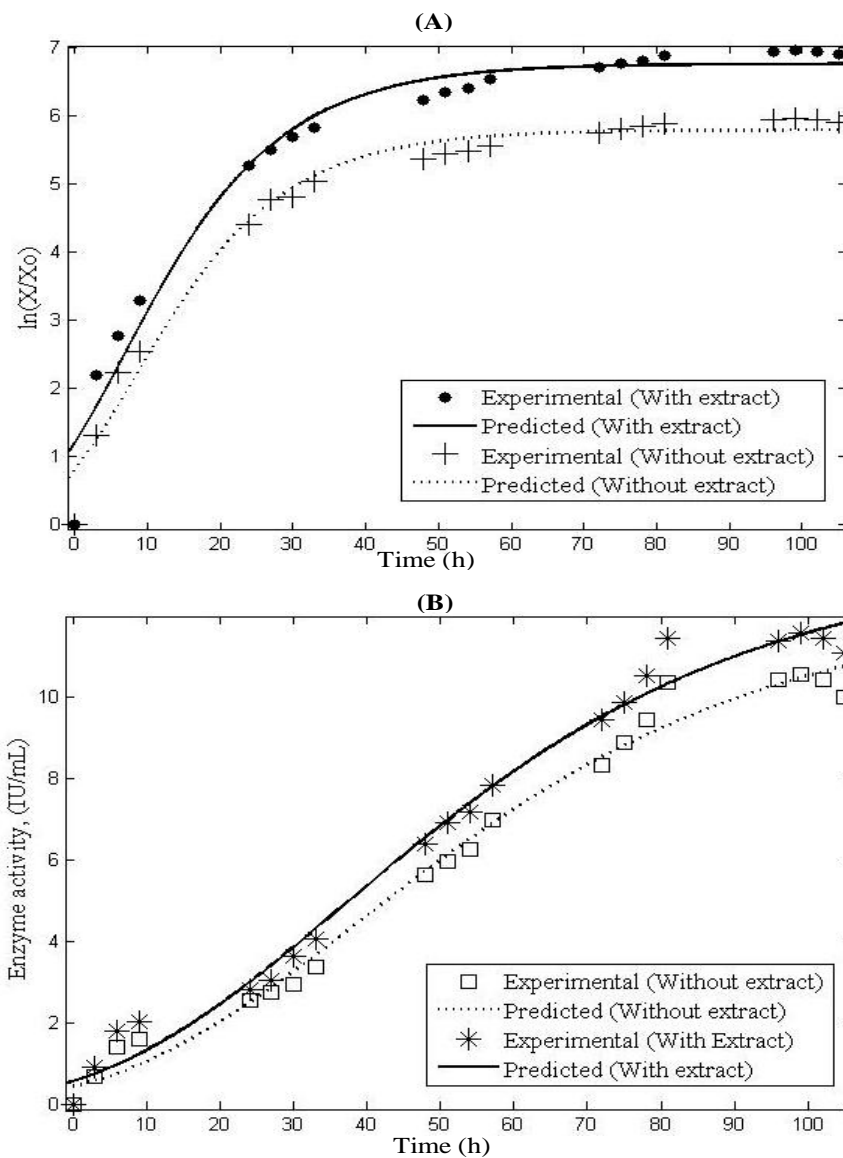 (A)
7
6
5
4
3
2
1
0
ln(X/Xo)
Experimental (With extract)
Predicted (With extract)
Experimental (Without extract)
Predicted (Without extract)
0 10 20 30 40 50 60 70 80 90 100
Time (h)
(B)
10
8
6
4
2
0
Enzyme activity, (IU/mL)
Experimental (Without extract)
Predicted (Without extract)
Experimental (With Extract)
Predicted (With extract)
0 10 20 30 40 50 60 70 80 90 100
Time (h)